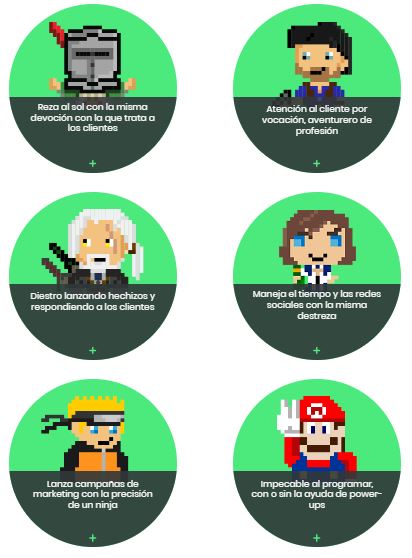 Reza al sol con la misma
devoción con la que trata a
los clientes
+
Atención al cliente por
vocación, aventurero de
profesión
+
Diestro lanzando hechizos y
respondiendo a los clientes
+
Maneja el tiempo y las redes
sociales con la misma
destreza
+
Lanza campañas de
marketing con la precisión
de un ninja
+
Impecable al programar,
con o sin la ayuda de power-
ups
+